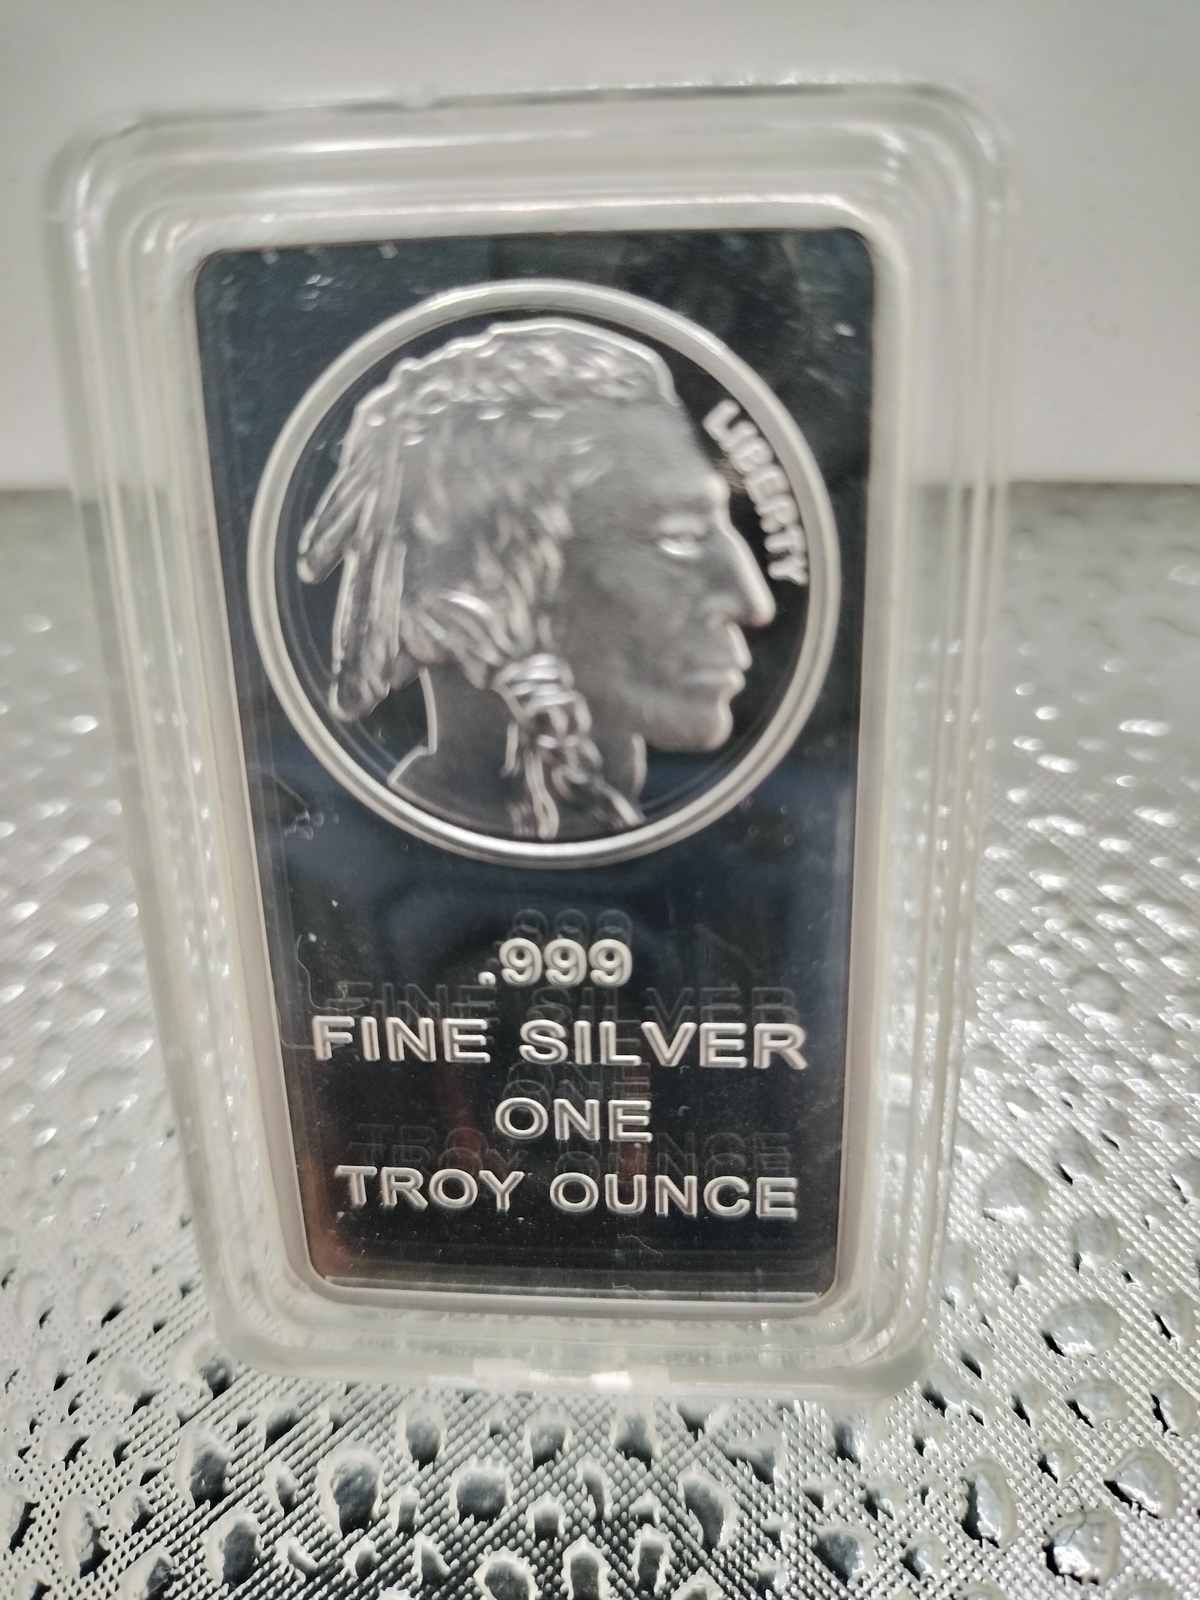 LIBERTY
.999
FINE SILVER
ONE
TROY OUNCE